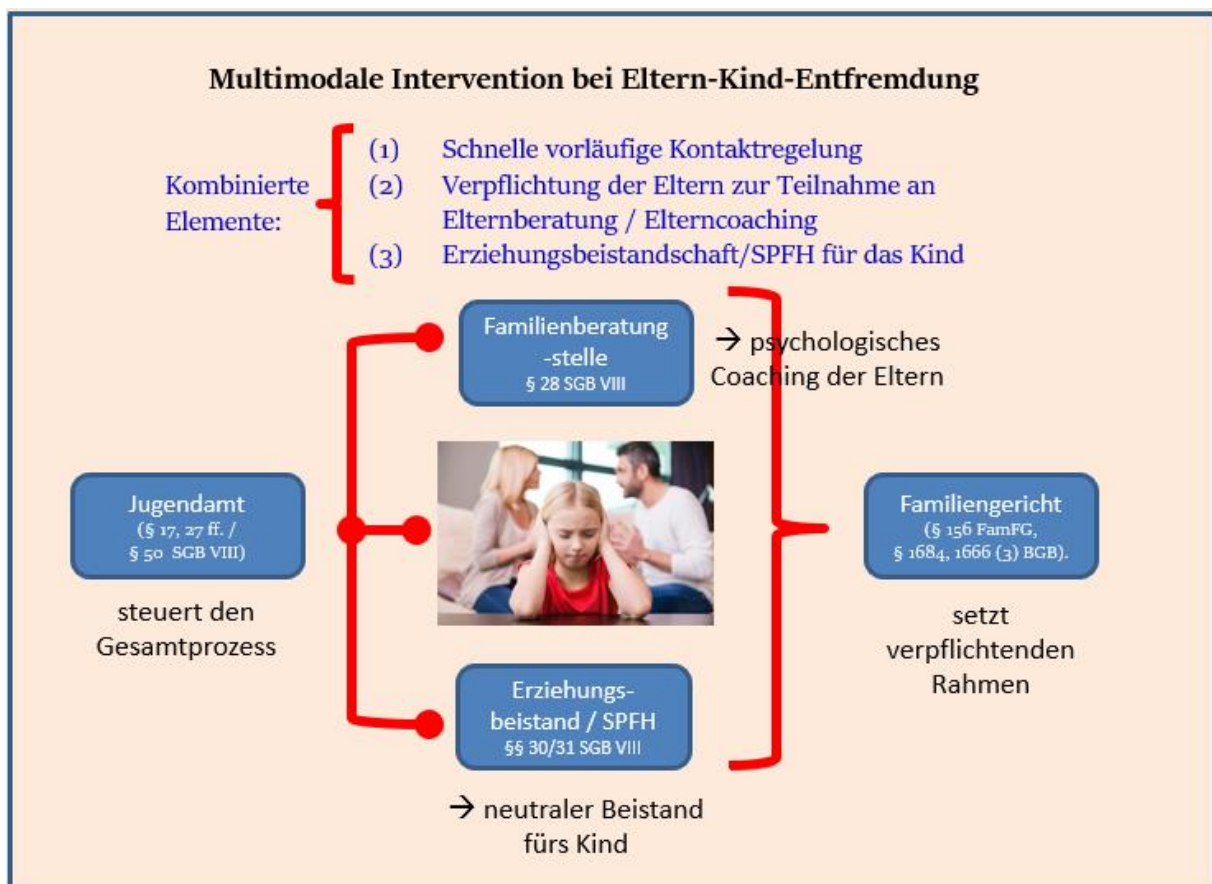 Multimodale Intervention bei Eltern-Kind-Entfremdung
Kombinierte
Elemente:
(1) Schnelle vorläufige Kontaktregelung
(2) Verpflichtung der Eltern zur Teilnahme an
Elternberatung / Elterncoaching
(3) Erziehungsbeistandschaft/SPFH für das Kind
Familienberatung
-stelle
§ 28 SGB VIII
→ psychologisches
Coaching der Eltern
Jugendamt
(§ 17, 27 ff. /
§ 50 SGB VIII)
steuert den
Gesamtprozess
Familiengericht
(§ 156 FamFG,
§ 1684, 1666 (3) BGB).
setzt
verpflichtenden
Rahmen
Erziehungs-
beistand / SPFH
§§ 30/31 SGB VIII
→ neutraler Beistand
fürs Kind